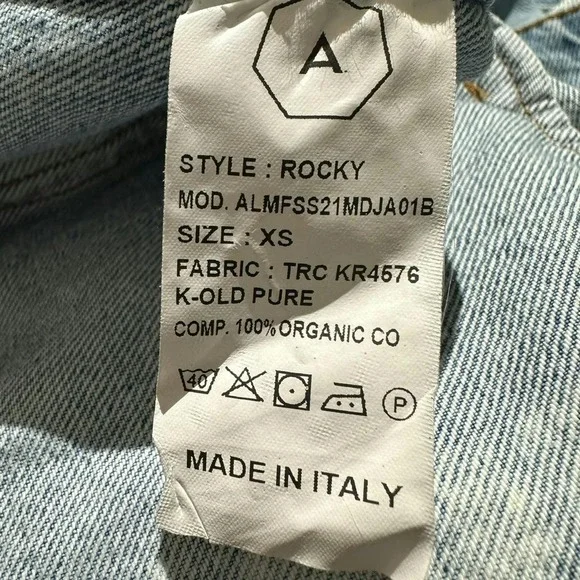 A
STYLE : ROCKY
MOD. ALMFSS21MDJA01B
SIZE : XS
FABRIC : TRC KR4576
K-OLD PURE
COMP. 100% ORGANIC CO
40 P
MADE IN ITALY